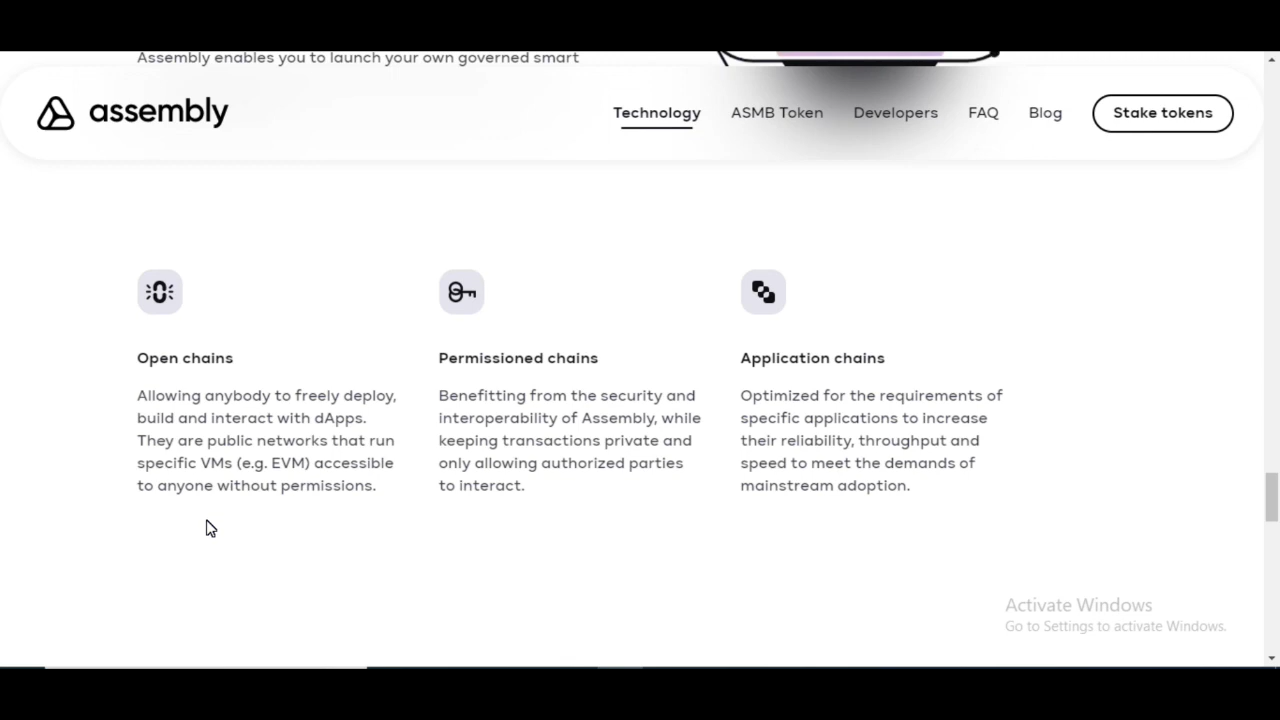 Assembly enables you to launch your own governed smart
assembly
Technology
ASMB Token
Developers
FAQ
Blog
Stake tokens
Open chains
Allowing anybody to freely deploy,
build and interact with dApps.
They are public networks that run
specific VMs (e.g. EVM) accessible
to anyone without permissions.
Permissioned chains
Benefitting from the security and
interoperability of Assembly, while
keeping transactions private and
only allowing authorized parties
to interact.
Application chains
Optimized for the requirements of
specific applications to increase
their reliability, throughput and
speed to meet the demands of
mainstream adoption.
Activate Windows
Go to Settings to activate Windows.